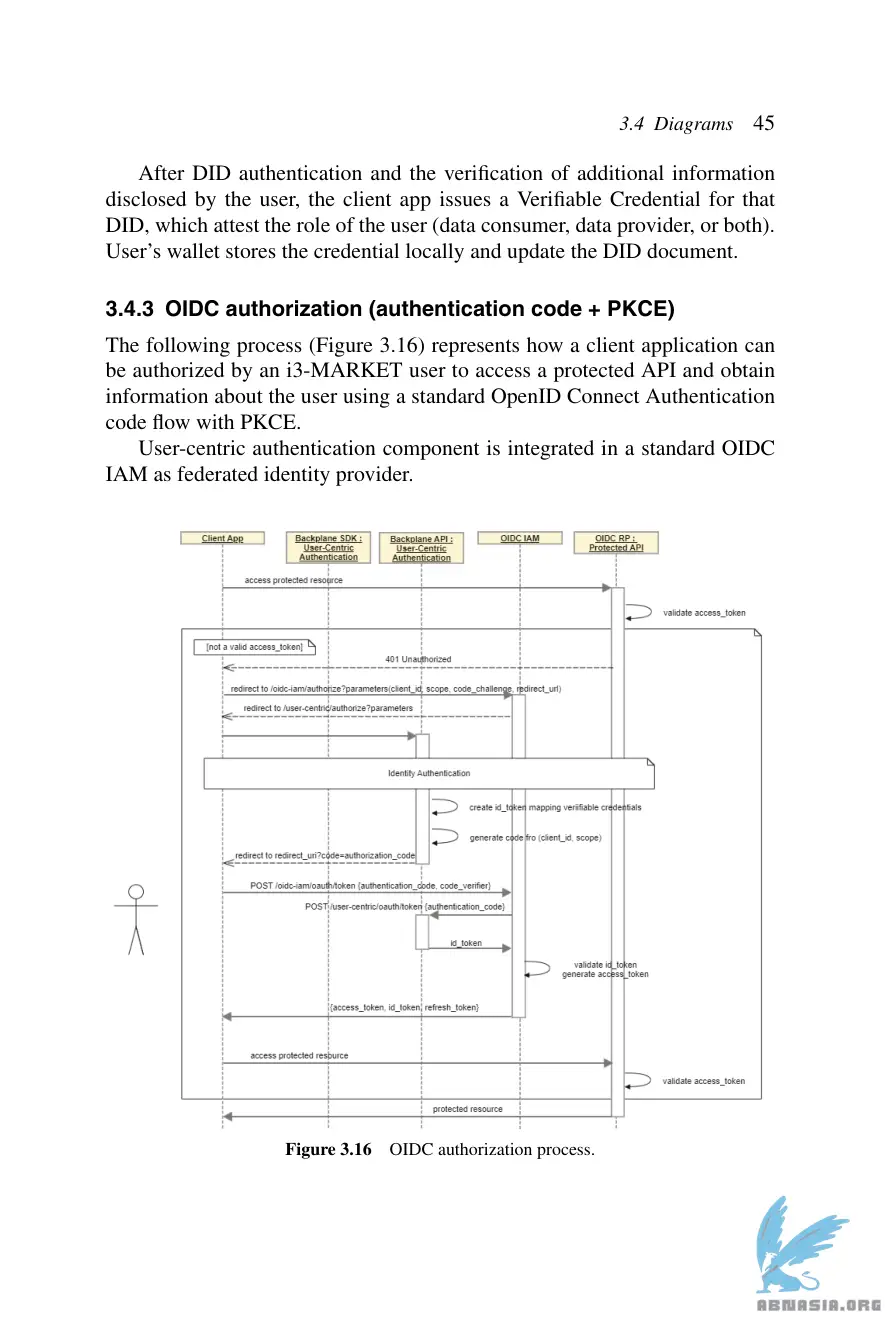 3.4 Diagrams 45
After DID authentication and the verification of additional information
disclosed by the user, the client app issues a Verifiable Credential for that
DID, which attest the role of the user (data consumer, data provider, or both).
User's wallet stores the credential locally and update the DID document.
3.4.3 OIDC authorization (authentication code + PKCE)
The following process (Figure 3.16) represents how a client application can
be authorized by an i3-MARKET user to access a protected API and obtain
information about the user using a standard OpenID Connect Authentication
code flow with PKCE.
User-centric authentication component is integrated in a standard OIDC
IAM as federated identity provider.
Client App
Backplane SDK :
User-Centric
Authentication
Backplane API :
User-Centric
Authentication
OIDC IAM
OIDC RP :
Protected API
access protected resource
validate access_token
[not a valid access_token]
401 Unauthorized
redirect to /oidc-iam/authorize?parameters(client_id, scope, code_challenge, redirect_url)
redirect to /user-centric/authorize?parameters
Identity Authentication
create id_token mapping veriifiable credentials
generate code fro (client_id, scope)
redirect to redirect_uri?code=authorization_code
POST /oidc-iam/oauth/token {authentication_code, code_verifier}
POST /user-centric/oauth/token {authentication_code}
id_token
validate id_token
generate access_token
{access_token, id_token, refresh_token}
access protected resource
validate access_token
protected resource
Figure 3.16 OIDC authorization process.
ABNASIA.ORG